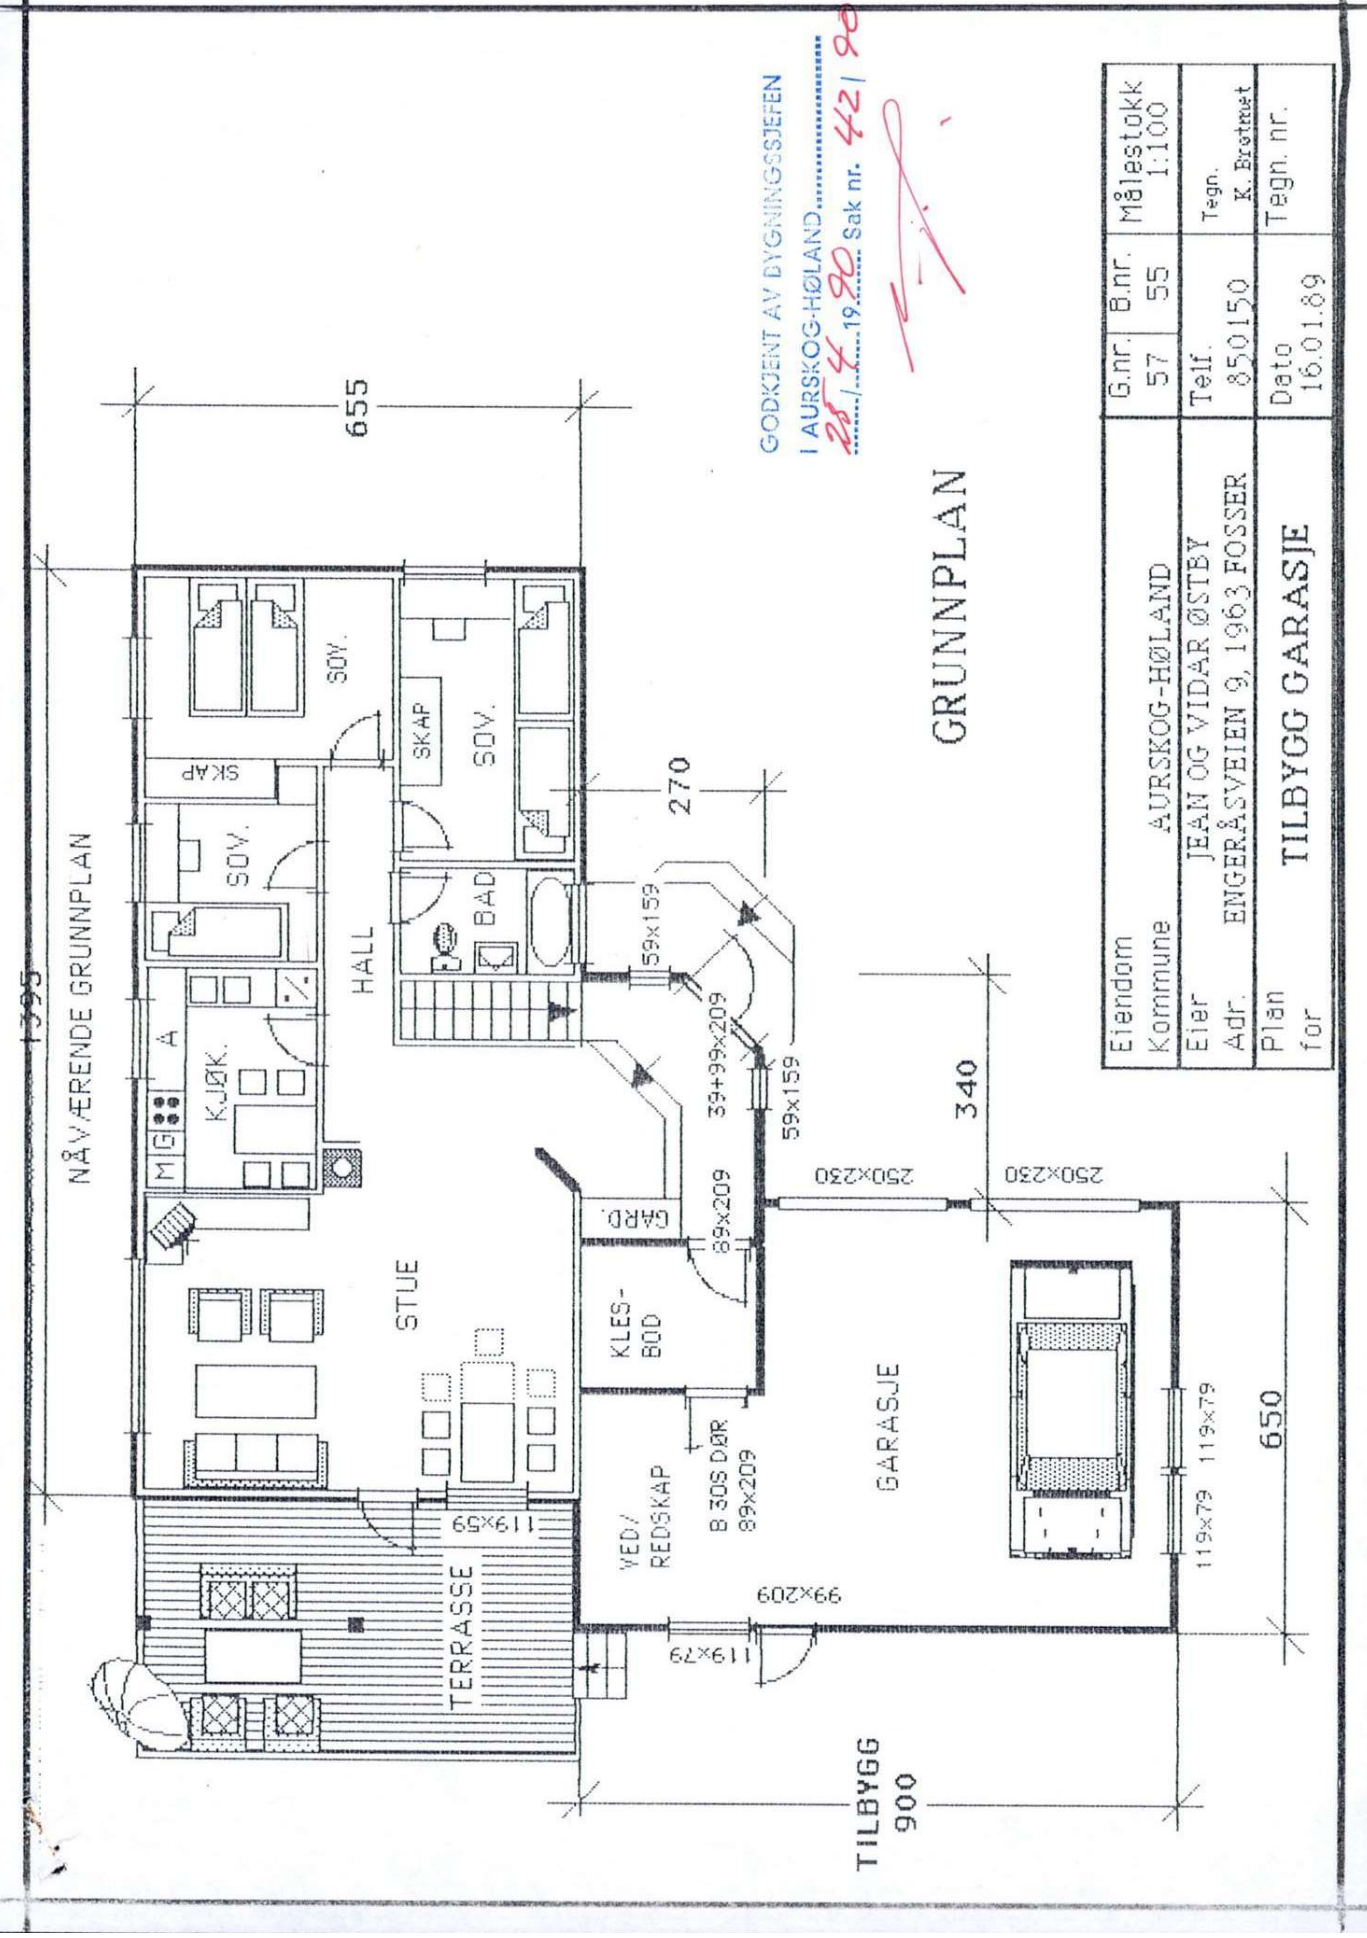 1395
NÅVÆRENDE GRUNNPLAN
655
SKAP
SOV.
SOV.
SKAP
SOV.
M G A
KJØK.
HALL
BAD
STUE
TERRASSE
119x59
270
59x159
39+99x209
59x159
GARD.
89x209
KLES-
BOD
VED/
REDSKAP
B 30S DØR
89x209
119x79
99x209
GARASJE
250x230
250x230
340
119x79
119x79
650
TILBYGG
900
GODKJENT AV BYGNINGSSJEFEN
I AURSKOG-HØLAND
25/4 1990 Sak nr. 421/90
GRUNNPLAN
Eiendom
Kommune AURSKOG-HØLAND
G.nr. B.nr.
57 55
Målestokk
1:100
Eier JEAN OG VIDAR ØSTBY
Adr. ENGERÅSVEIEN 9, 1963 FOSSER
Telf.
850150
Tegn.
K. Bråtmet
Plan
for TILBYGG GARASJE
Dato
16.01.89
Tegn. nr.